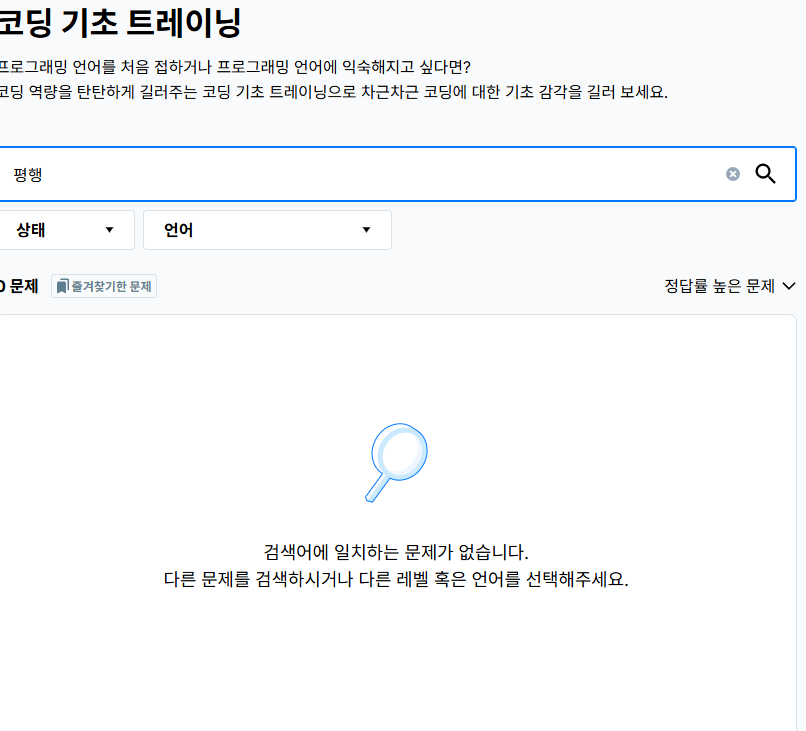 코딩 기초 트레이닝
프로그래밍 언어를 처음 접하거나 프로그래밍 언어에 익숙해지고 싶다면?
코딩 역량을 탄탄하게 길러주는 코딩 기초 트레이닝으로 차근차근 코딩에 대한 기초 감각을 길러 보세요.
평행
상태
언어
0 문제
즐겨찾기한 문제
정답률 높은 문제
검색어에 일치하는 문제가 없습니다.
다른 문제를 검색하시거나 다른 레벨 혹은 언어를 선택해주세요.